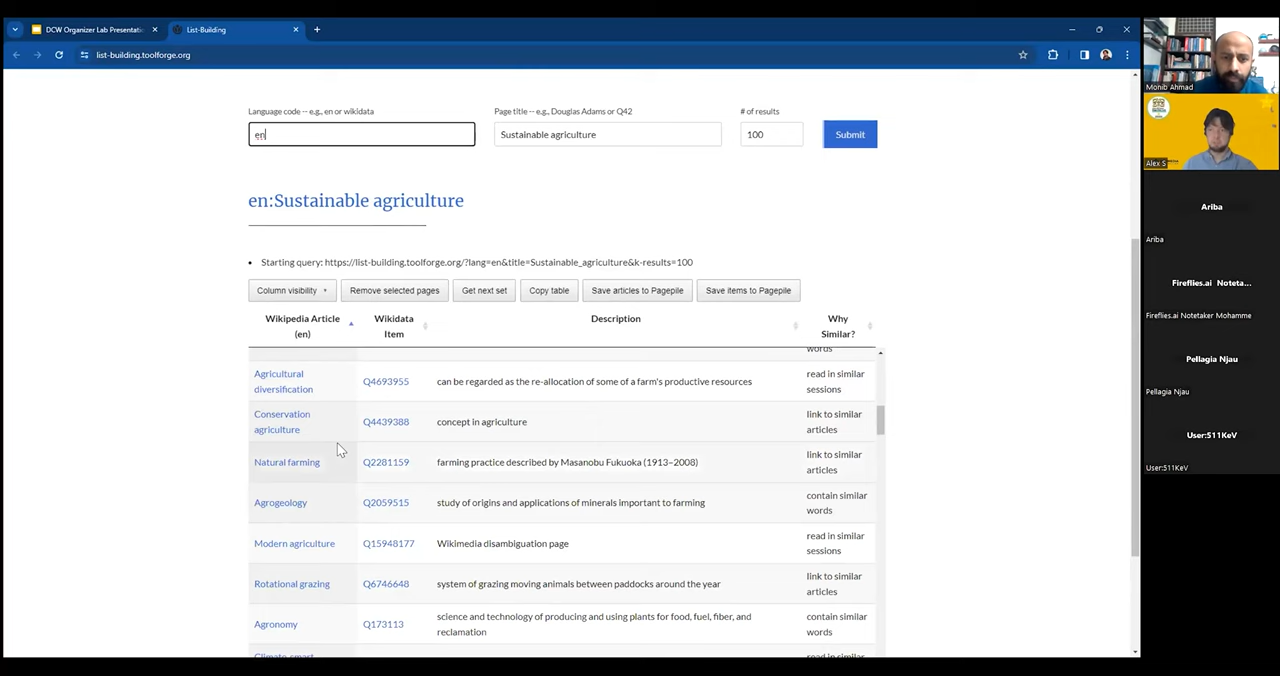 DCW Organizer Lab Presentatio
List-Building
list-building.toolforge.org
Language code -- e.g., en or wikidata
Page title -- e.g., Douglas Adams or Q42
# of results
en
Sustainable agriculture
100
Submit
en:Sustainable agriculture
Starting query: https://list-building.toolforge.org/?lang=en&title=Sustainable_agriculture&k-results=100
Column visibility
Remove selected pages
Get next set
Copy table
Save articles to Pagepile
Save items to Pagepile
Wikipedia Article
(en)
Wikidata
Item
Description
Why
Similar?
words
Agricultural
diversification
Q4693955
can be regarded as the re-allocation of some of a farm's productive resources
read in similar
sessions
Conservation
agriculture
Q4439388
concept in agriculture
link to similar
articles
Natural farming
Q2281159
farming practice described by Masanobu Fukuoka (1913–2008)
link to similar
articles
Agrogeology
Q2059515
study of origins and applications of minerals important to farming
contain similar
words
Modern agriculture
Q15948177
Wikimedia disambiguation page
read in similar
sessions
Rotational grazing
Q6746648
system of grazing moving animals between paddocks around the year
link to similar
articles
Agronomy
Q173113
science and technology of producing and using plants for food, fuel, fiber, and
reclamation
contain similar
words
Climate-smart
read in similar
Mohib Ahmad
Alex S
Ariba
Ariba
Fireflies.ai Noteta...
Fireflies.ai Notetaker Mohamme
Pellagia Njau
Pellagia Njau
User:511KeV
User:511KeV